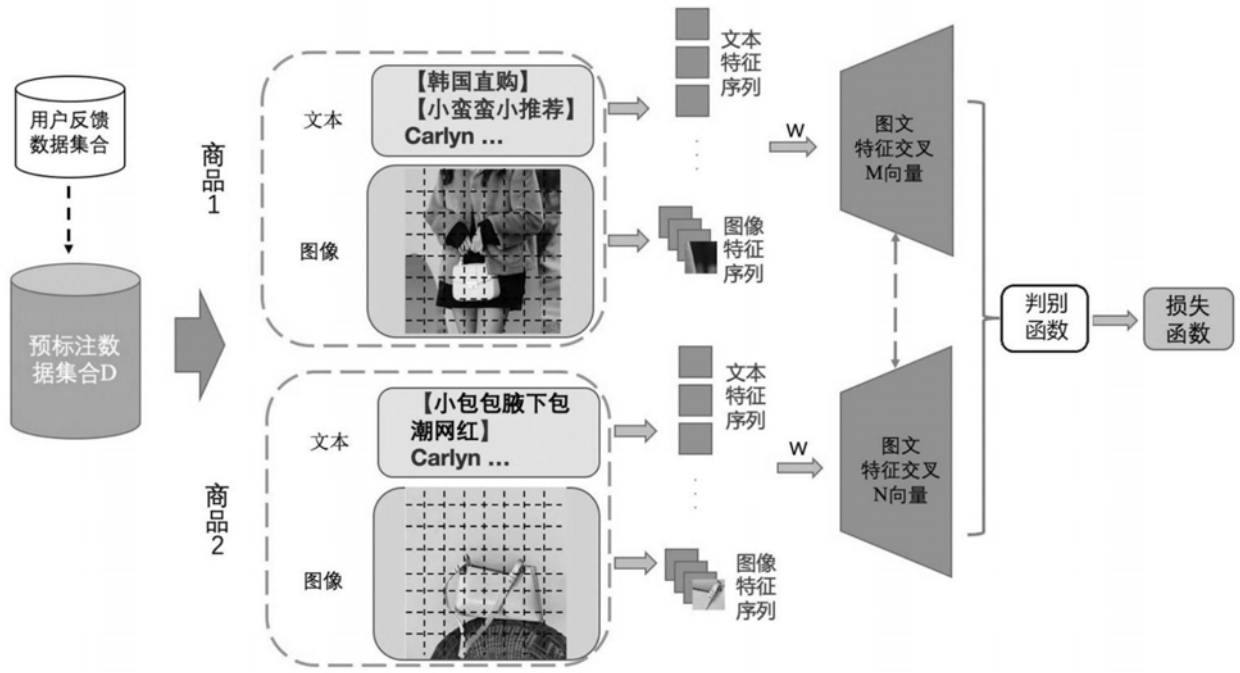 用户反馈
数据集合
预标注数
据集合D
商品1
文本
【韩国直购】
【小蛮蛮小推荐】
Carlyn ...
图像
文本
特征
序列
图像
特征
序列
W
图文
特征交叉
M向量
商品2
文本
【小包包腋下包
潮网红】
Carlyn ...
图像
文本
特征
序列
图像
特征
序列
W
图文
特征交叉
N向量
判别
函数
损失
函数